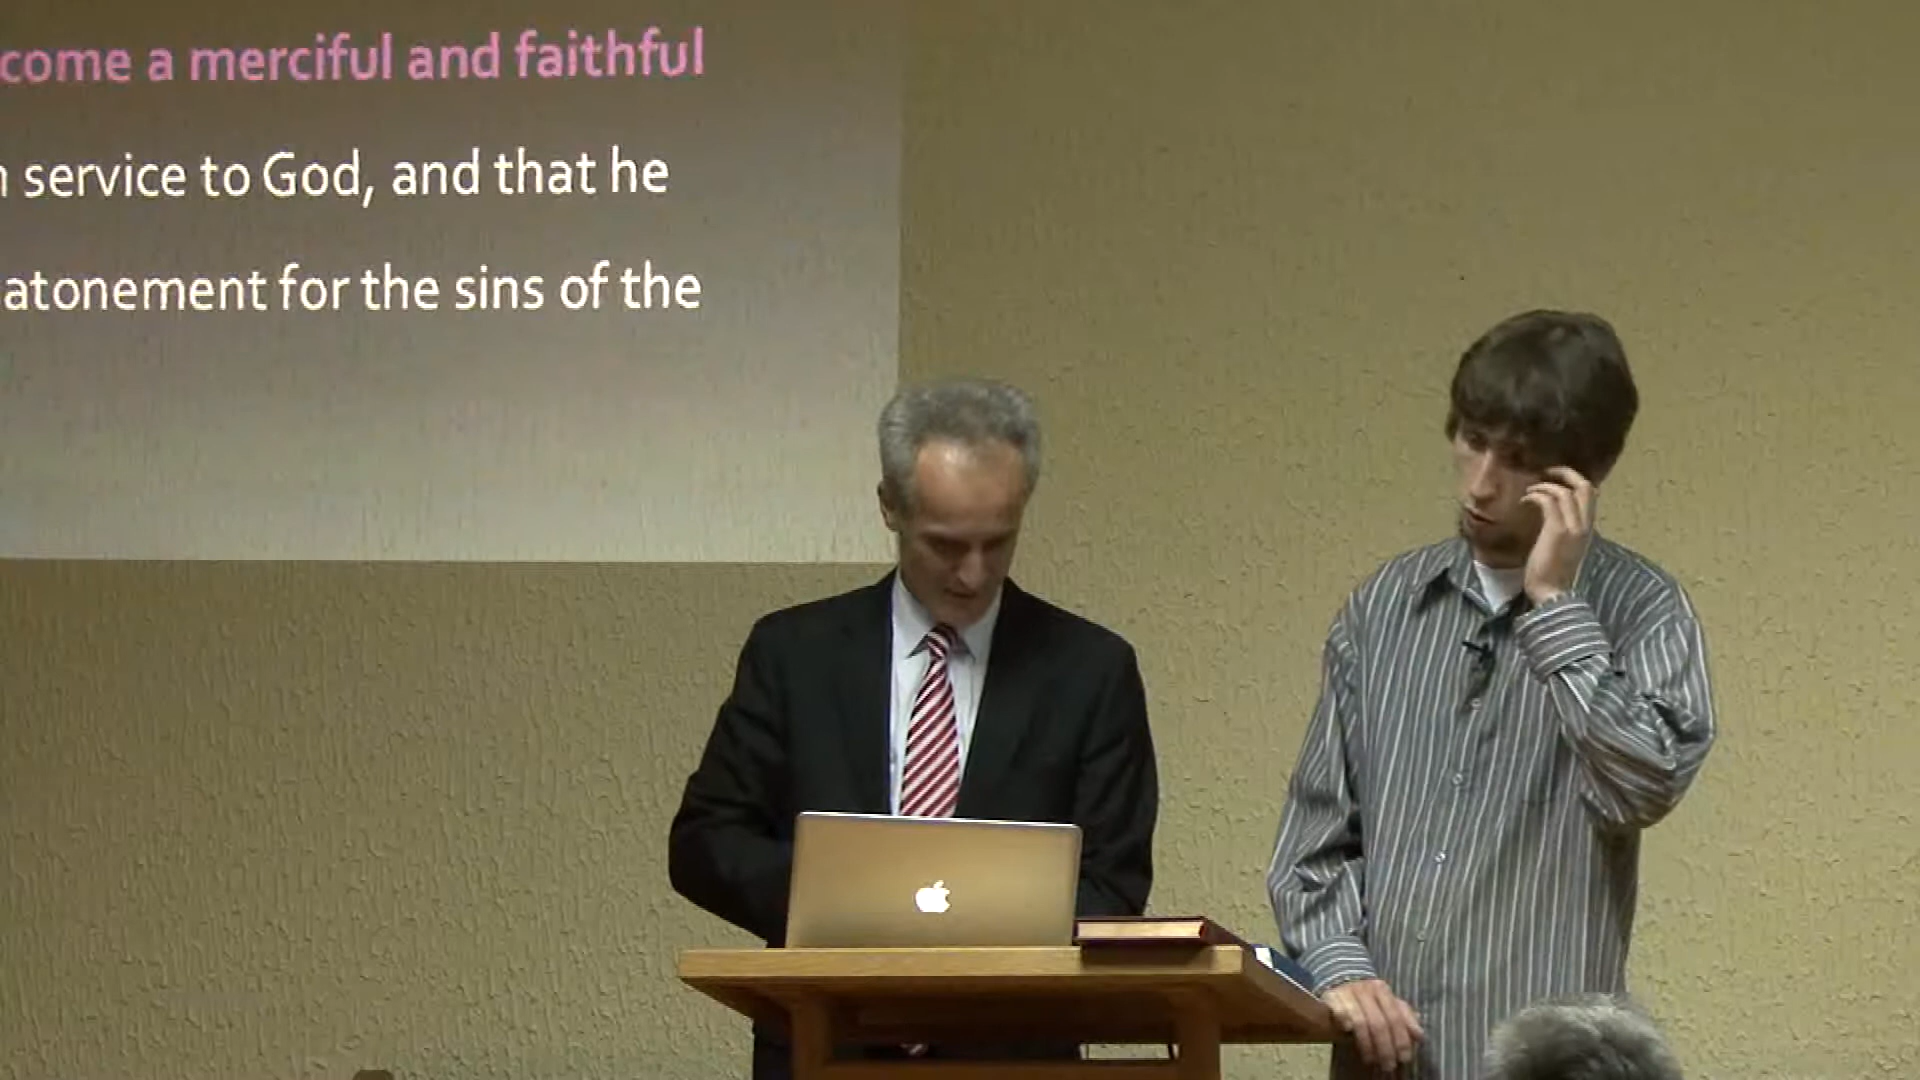 come a merciful and faithful
service to God, and that he
atonement for the sins of the